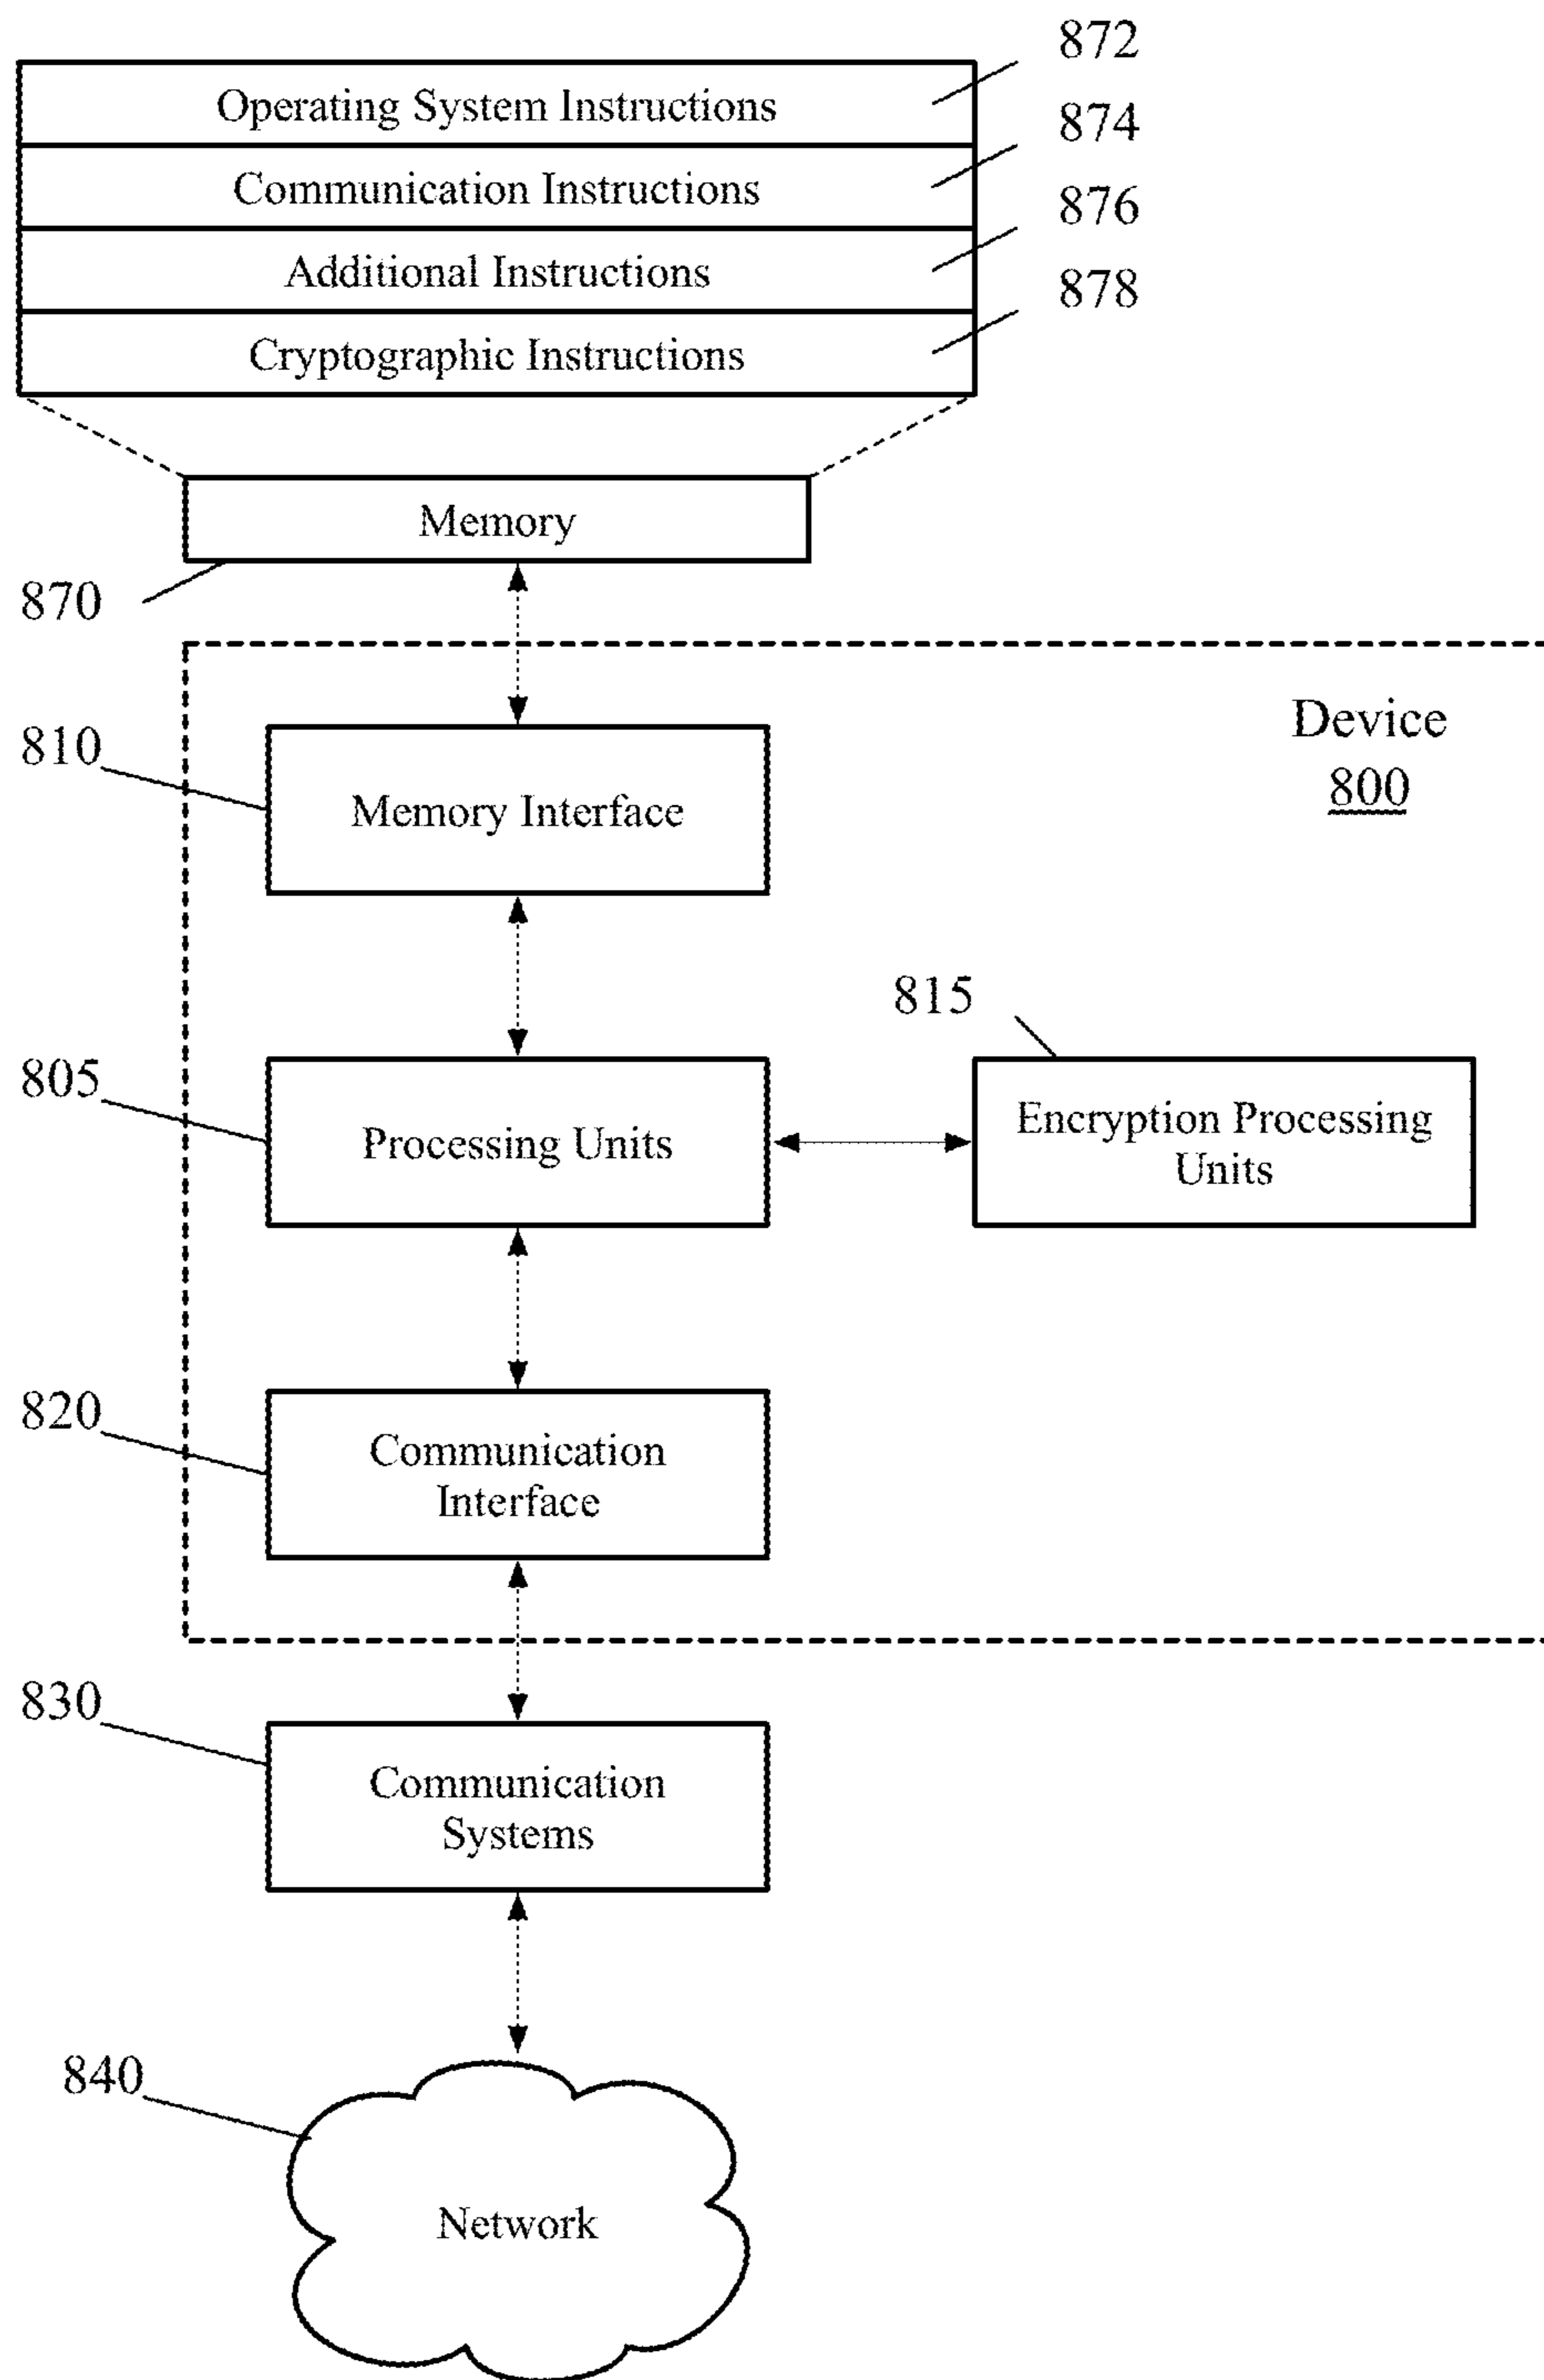 872
Operating System Instructions
874
Communication Instructions
876
Additional Instructions
878
Cryptographic Instructions
Memory
870
Device
800
810
Memory Interface
815
805
Processing Units
Encryption Processing
Units
820
Communication
Interface
830
Communication
Systems
840
Network